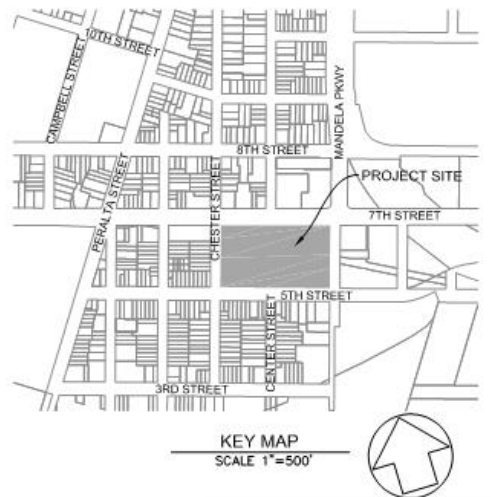 10TH STREET
CAMPBELL STREET
MANDELA PKWY
8TH STREET
PERALTA STREET
CHESTER STREET
PROJECT SITE
7TH STREET
5TH STREET
CENTER STREET
3RD STREET
KEY MAP
SCALE 1"=500'